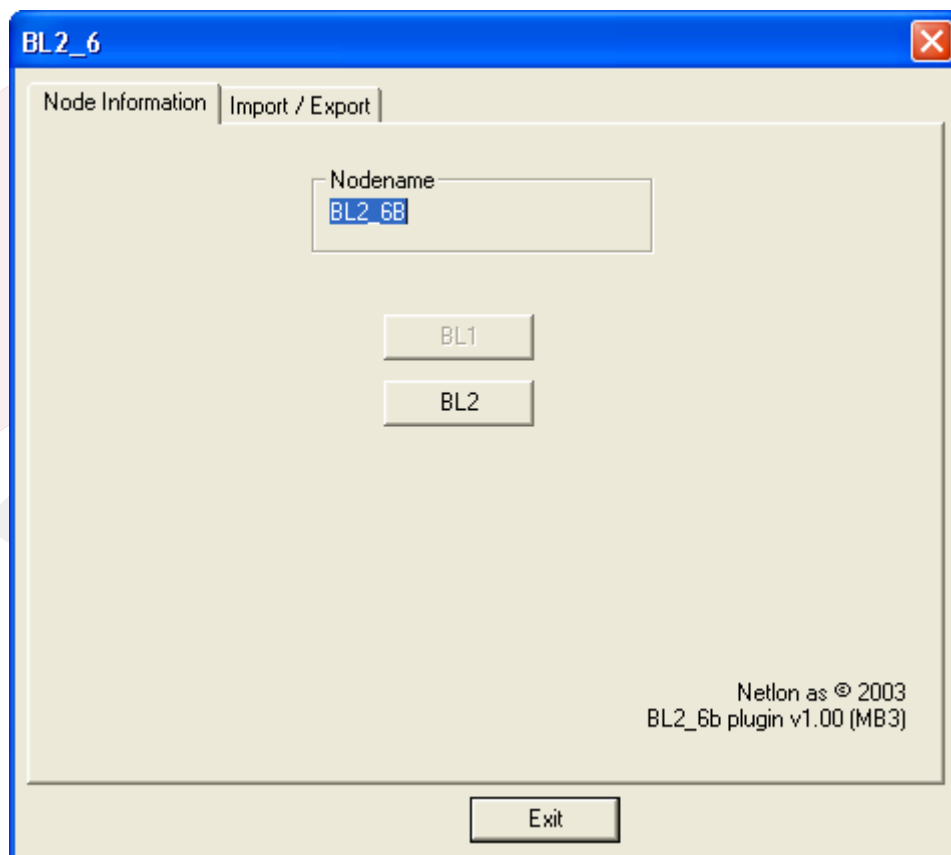 BL2_6
Node Information
Import / Export
Nodename
BL2_6B
BL1
BL2
Netlon as © 2003
BL2_6b plugin v1.00 (MB3)
Exit